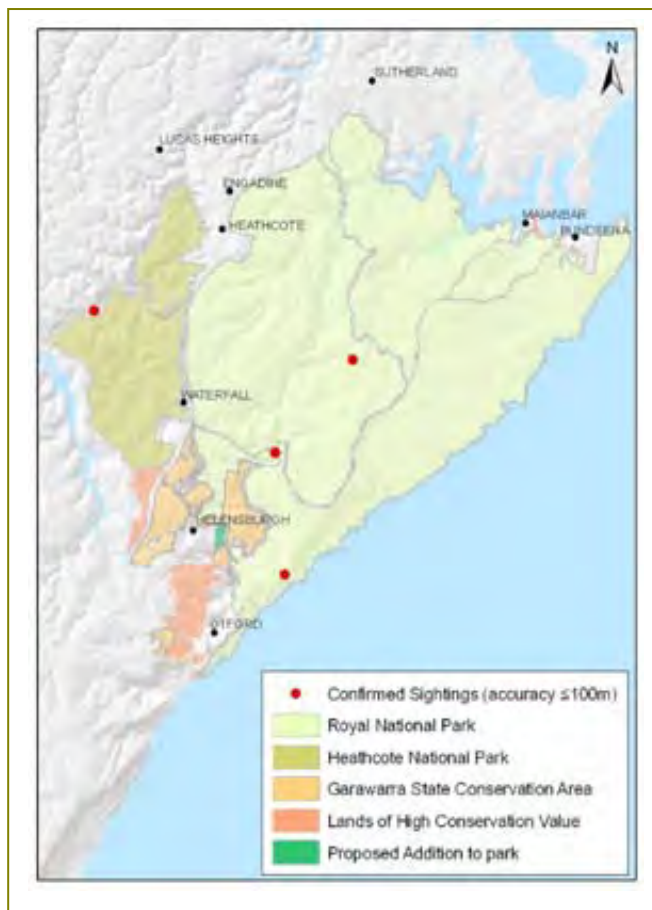 N
SUTHERLAND
LUCAS HEIGHTS
ENGADINE
HEATHCOTE
MAIANBAR
BUNDEENA
WATERFALL
HELENSBURGH
OTFORD
Confirmed Sightings (accuracy ≤100m)
Royal National Park
Heathcote National Park
Garawarra State Conservation Area
Lands of High Conservation Value
Proposed Addition to park